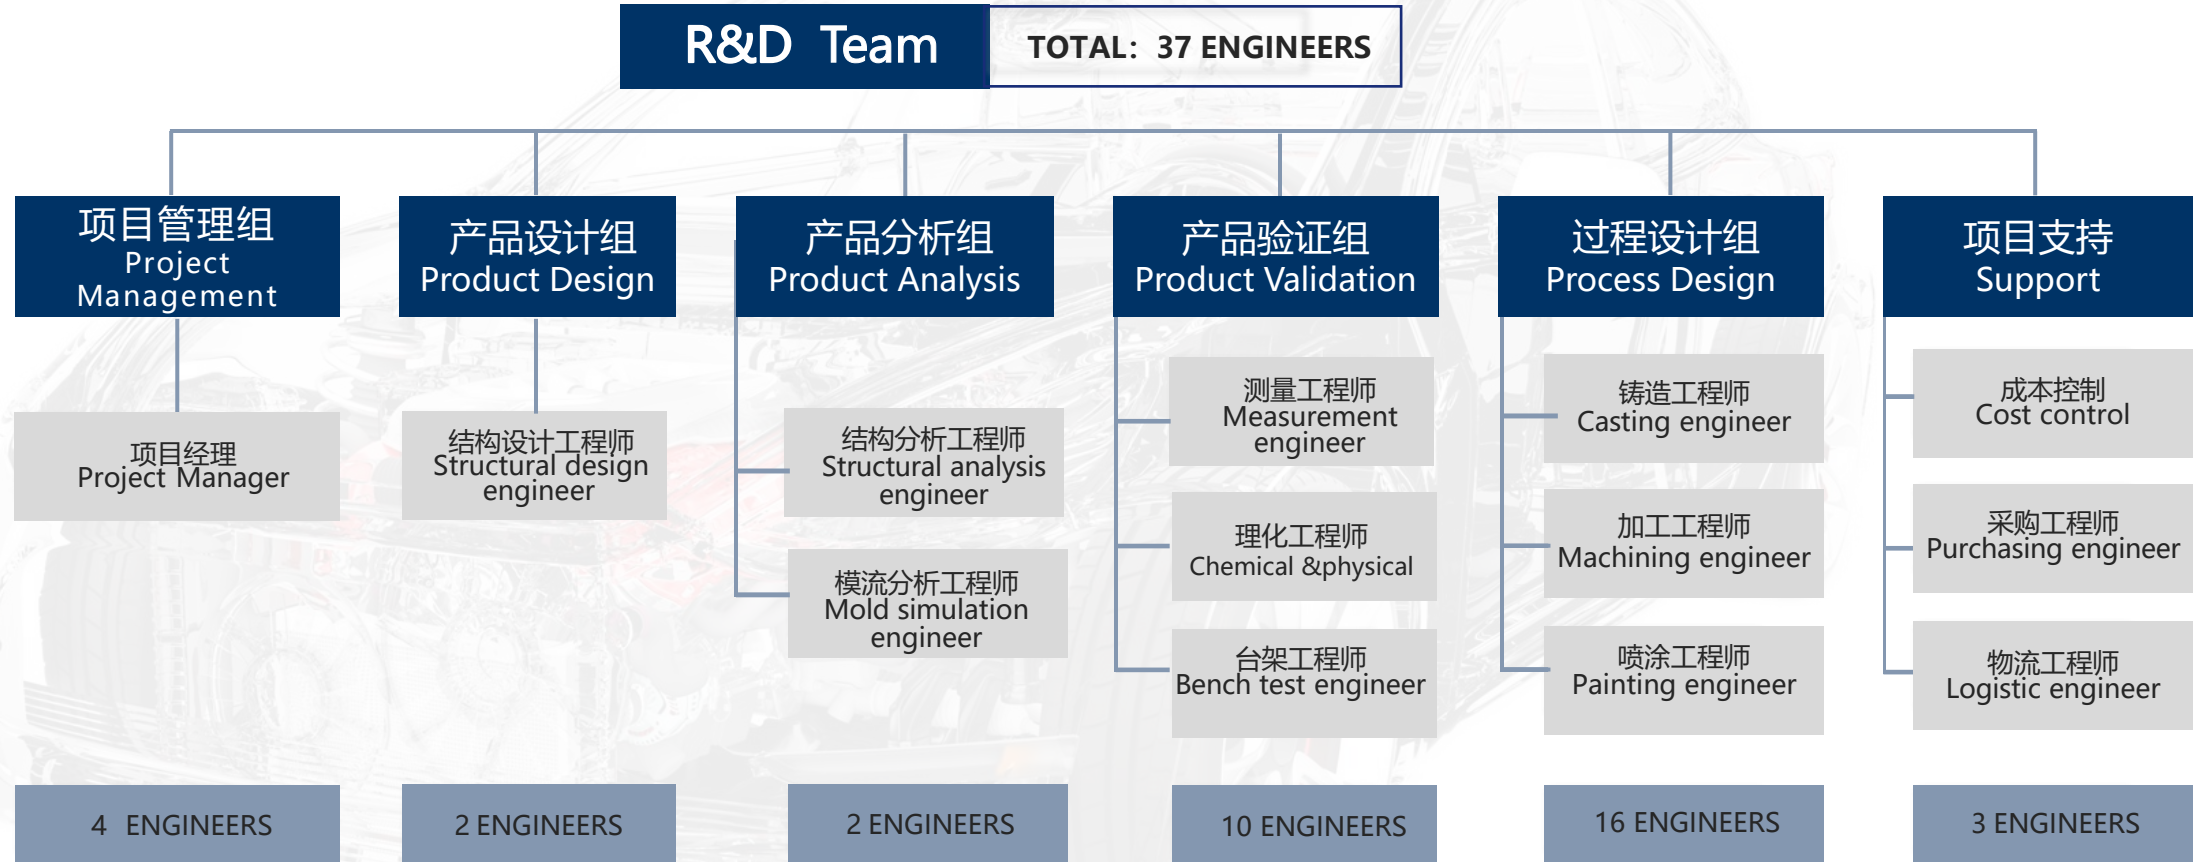 R&D Team
TOTAL: 37 ENGINEERS
项目管理组
Project
Management
项目经理
Project Manager
4 ENGINEERS
产品设计组
Product Design
结构设计工程师
Structural design
engineer
2 ENGINEERS
产品分析组
Product Analysis
结构分析工程师
Structural analysis
engineer
模流分析工程师
Mold simulation
engineer
2 ENGINEERS
产品验证组
Product Validation
测量工程师
Measurement
engineer
理化工程师
Chemical &physical
台架工程师
Bench test engineer
10 ENGINEERS
过程设计组
Process Design
铸造工程师
Casting engineer
加工工程师
Machining engineer
喷涂工程师
Painting engineer
16 ENGINEERS
项目支持
Support
成本控制
Cost control
采购工程师
Purchasing engineer
物流工程师
Logistic engineer
3 ENGINEERS